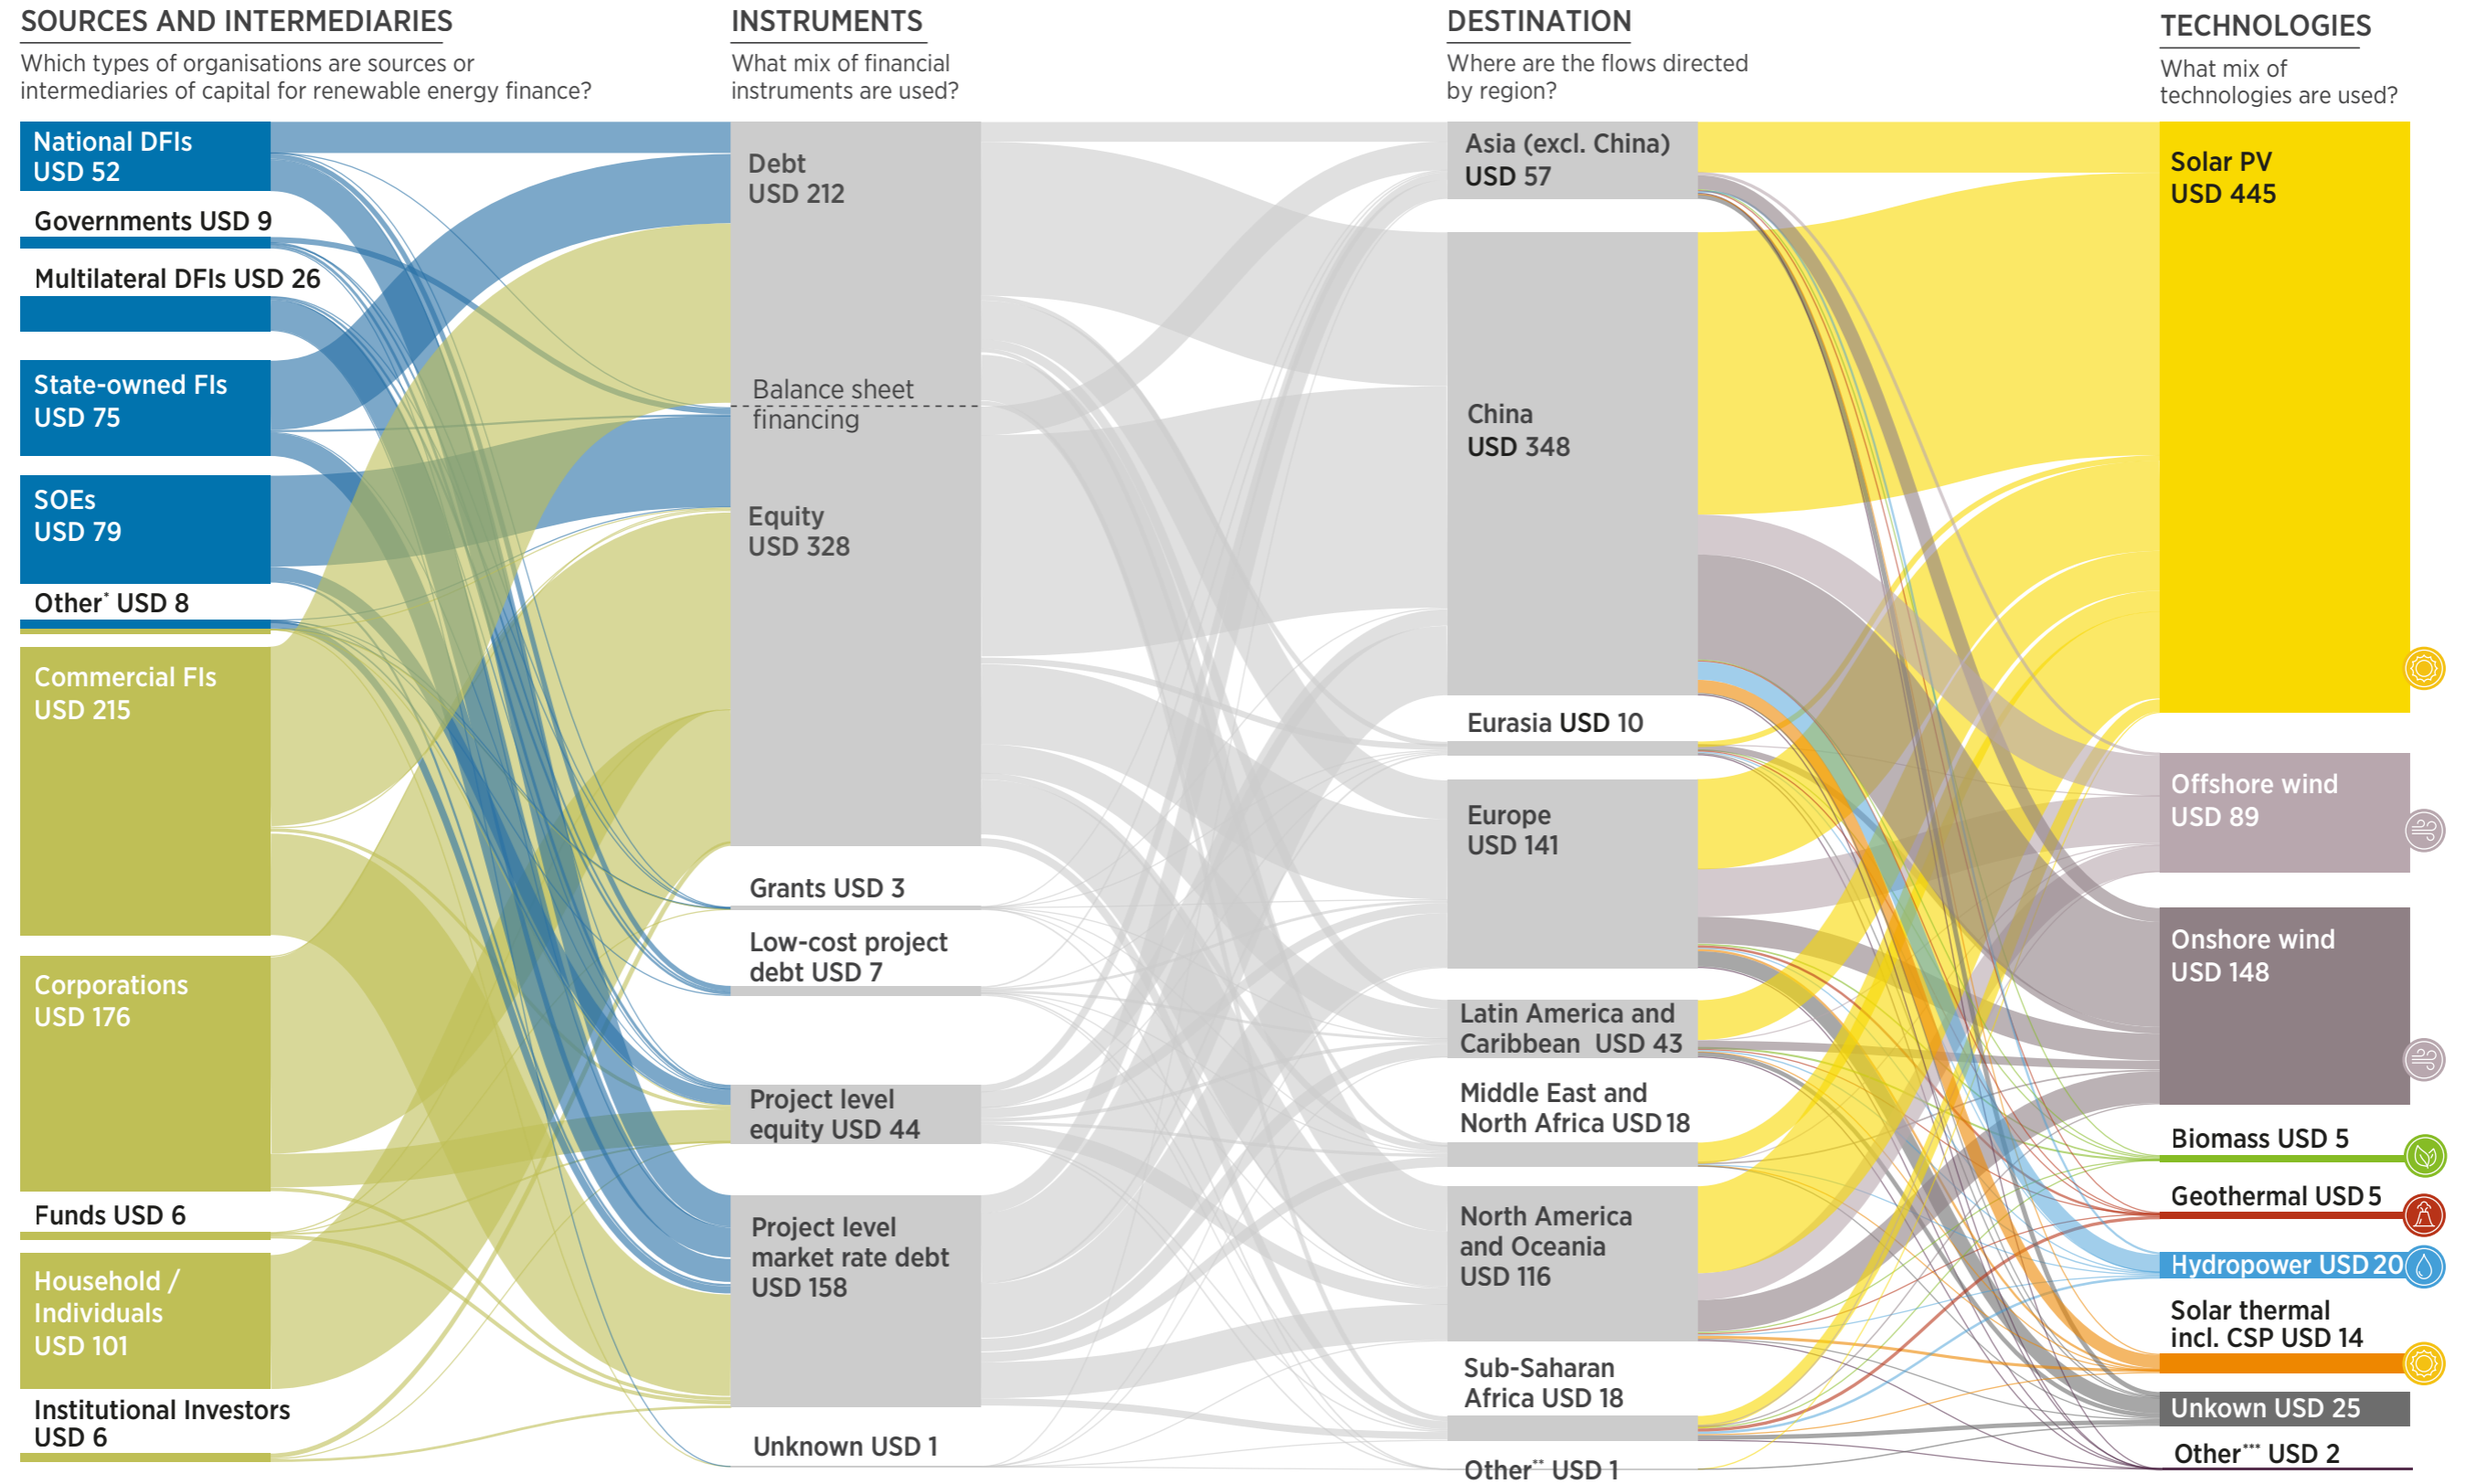 SOURCES AND INTERMEDIARIES
Which types of organisations are sources or
intermediaries of capital for renewable energy finance?
National DFIs
USD 52
Governments USD 9
Multilateral DFIs USD 26
State-owned FIs
USD 75
SOEs
USD 79
Other* USD 8
Commercial FIs
USD 215
Corporations
USD 176
Funds USD 6
Household /
Individuals
USD 101
Institutional Investors
USD 6
INSTRUMENTS
What mix of financial
instruments are used?
Debt
USD 212
Balance sheet
financing
Equity
USD 328
Grants USD 3
Low-cost project
debt USD 7
Project level
equity USD 44
Project level
market rate debt
USD 158
Unknown USD 1
DESTINATION
Where are the flows directed
by region?
Asia (excl. China)
USD 57
China
USD 348
Eurasia USD 10
Europe
USD 141
Latin America and
Caribbean USD 43
Middle East and
North Africa USD 18
North America
and Oceania
USD 116
Sub-Saharan
Africa USD 18
Other** USD 1
TECHNOLOGIES
What mix of
technologies are used?
Solar PV
USD 445
Offshore wind
USD 89
Onshore wind
USD 148
Biomass USD 5
Geothermal USD 5
Hydropower USD 20
Solar thermal
incl. CSP USD 14
Unkown USD 25
Other*** USD 2